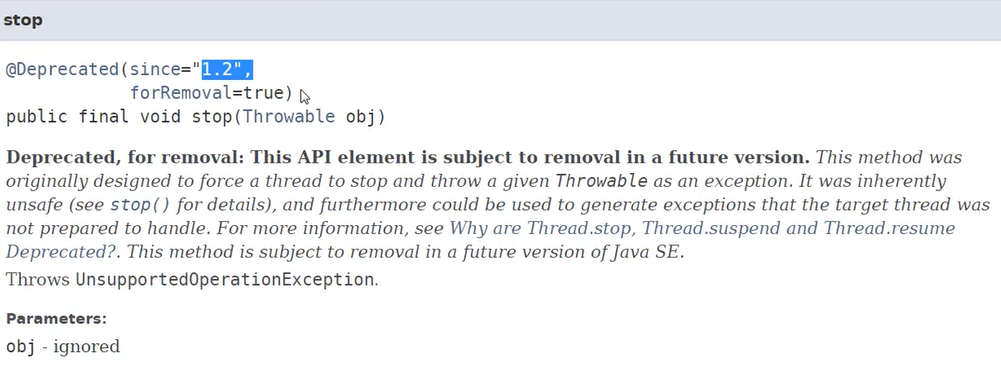 stop
@Deprecated(since="1.2",
forRemoval=true)
public final void stop(Throwable obj)
Deprecated, for removal: This API element is subject to removal in a future version. This method was
originally designed to force a thread to stop and throw a given Throwable as an exception. It was inherently
unsafe (see stop() for details), and furthermore could be used to generate exceptions that the target thread was
not prepared to handle. For more information, see Why are Thread.stop, Thread.suspend and Thread.resume
Deprecated?. This method is subject to removal in a future version of Java SE.
Throws UnsupportedOperationException.
Parameters:
obj - ignored